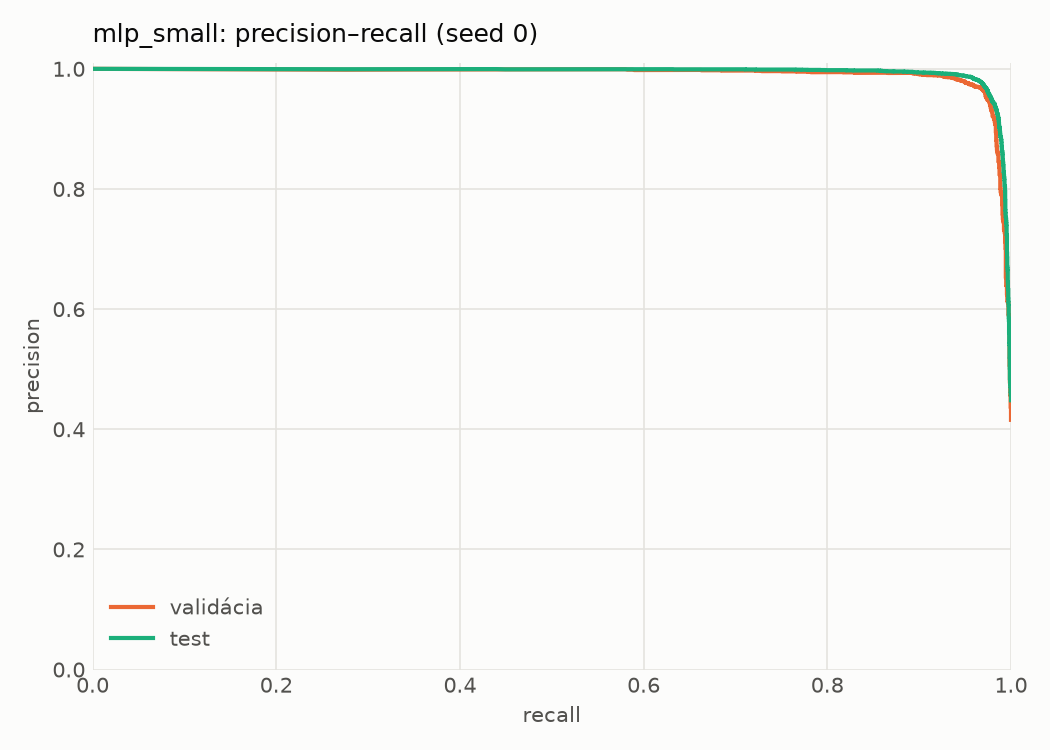 mlp_small: precision–recall (seed 0)
1.0
0.8
0.6
0.4
0.2
0.0
precision
validácia
test
0.0 0.2 0.4 0.6 0.8 1.0
recall